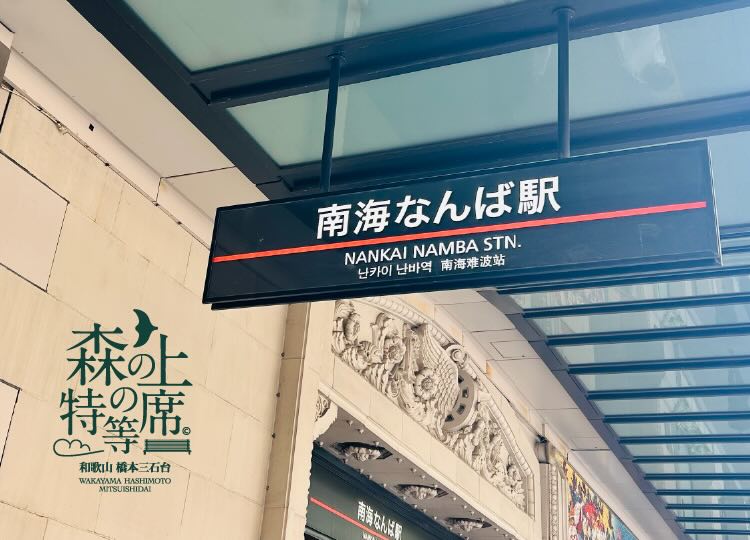 南海なんば駅
NANKAI NAMBA STN.
난카이 난바역 南海难波站
森の上
の
特等席
©
和歌山 橋本三石台
WAKAYAMA HASHIMOTO
MITSUISHIDAI
南海なんば駅